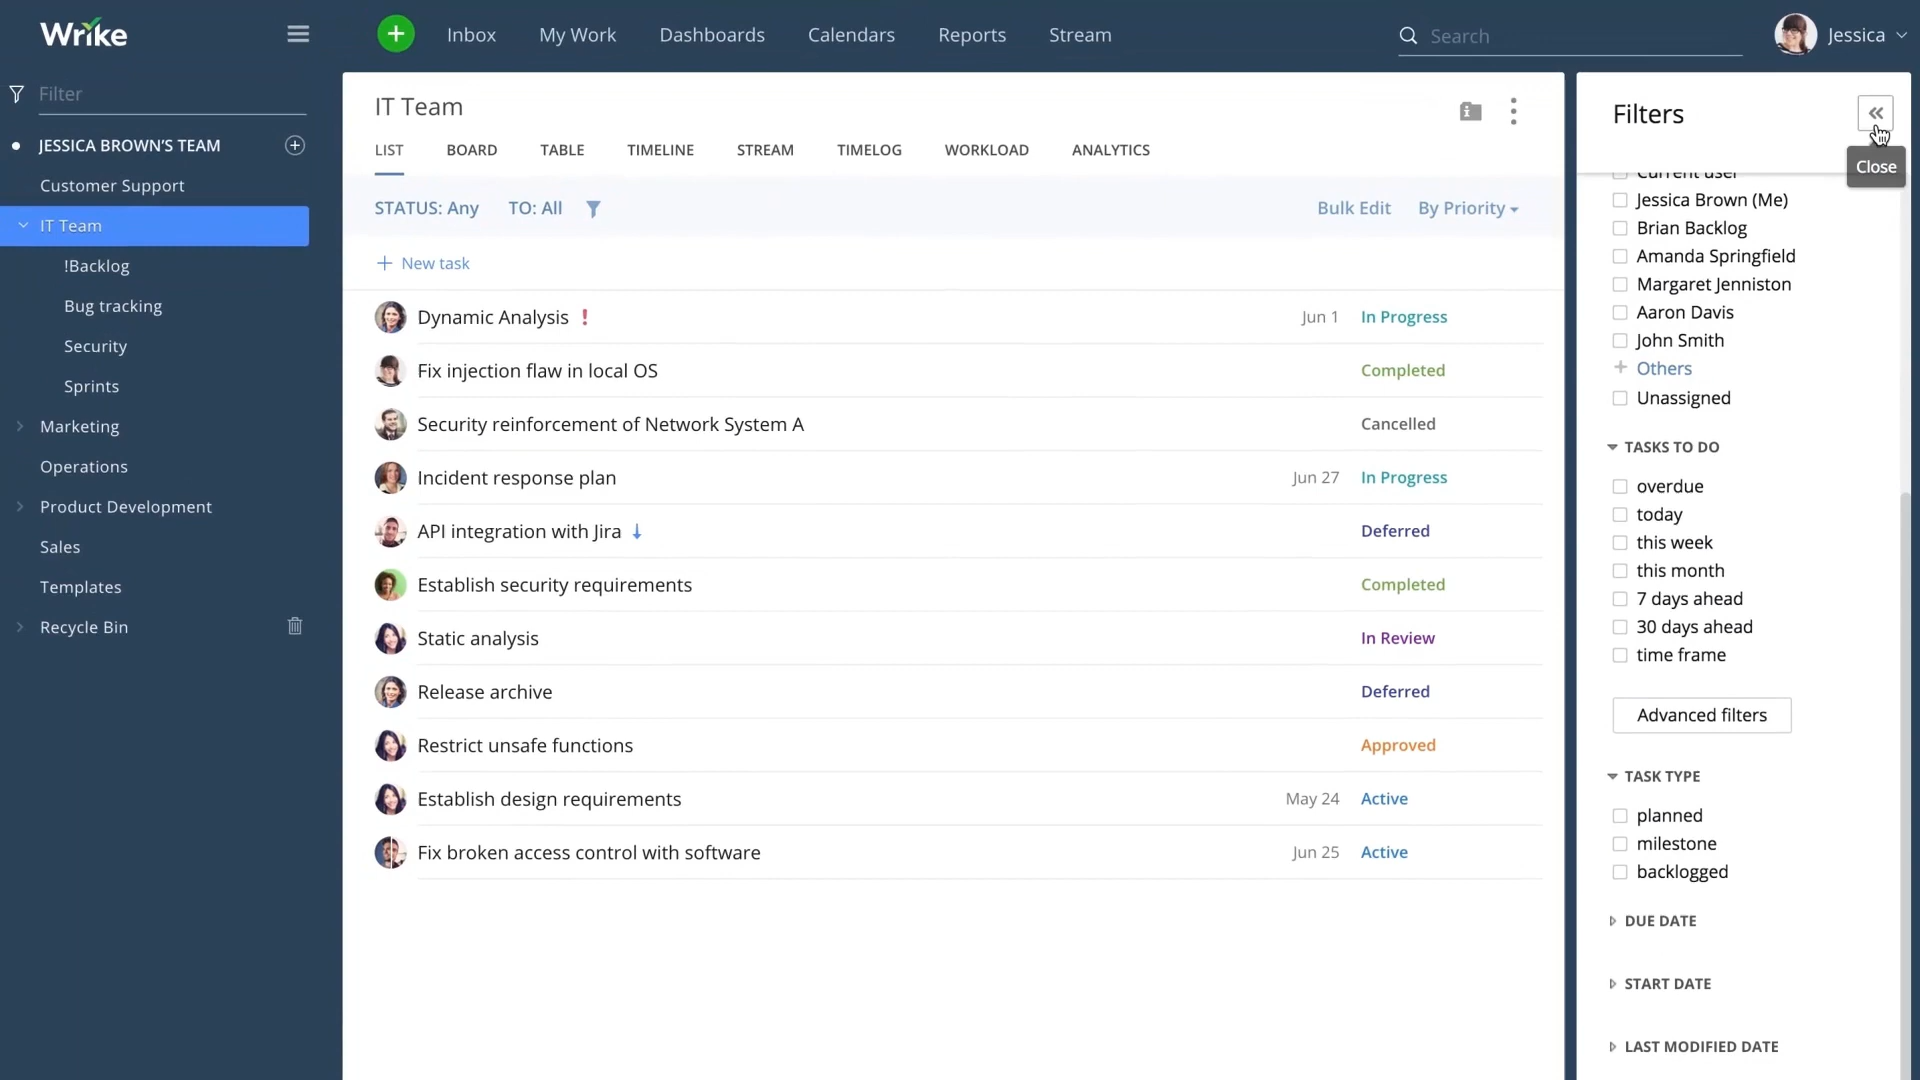 Wrike
Inbox
My Work
Dashboards
Calendars
Reports
Stream
Search
Jessica
Filter
JESSICA BROWN'S TEAM
Customer Support
IT Team
!Backlog
Bug tracking
Security
Sprints
Marketing
Operations
Product Development
Sales
Templates
Recycle Bin
IT Team
LIST
BOARD
TABLE
TIMELINE
STREAM
TIMELOG
WORKLOAD
ANALYTICS
STATUS: Any
TO: All
Bulk Edit
By Priority
+ New task
Dynamic Analysis ! Jun 1 In Progress
Fix injection flaw in local OS Completed
Security reinforcement of Network System A Cancelled
Incident response plan Jun 27 In Progress
API integration with Jira Deferred
Establish security requirements Completed
Static analysis In Review
Release archive Deferred
Restrict unsafe functions Approved
Establish design requirements May 24 Active
Fix broken access control with software Jun 25 Active
Filters
Close
Current user
Jessica Brown (Me)
Brian Backlog
Amanda Springfield
Margaret Jenniston
Aaron Davis
John Smith
+ Others
Unassigned
TASKS TO DO
overdue
today
this week
this month
7 days ahead
30 days ahead
time frame
Advanced filters
TASK TYPE
planned
milestone
backlogged
DUE DATE
START DATE
LAST MODIFIED DATE